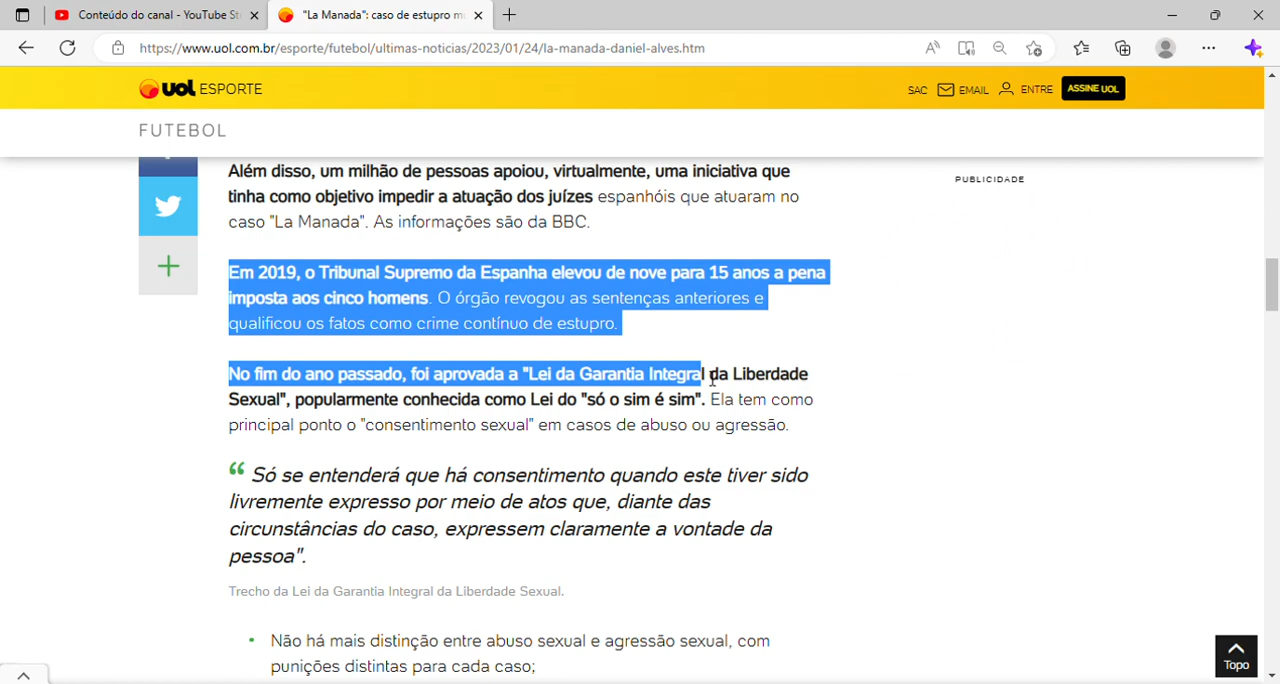 Conteúdo do canal - YouTube St
"La Manada": caso de estupro m
https://www.uol.com.br/esporte/futebol/ultimas-noticias/2023/01/24/la-manada-daniel-alves.htm
UOL ESPORTE
SAC EMAIL ENTRE ASSINE UOL
FUTEBOL
Além disso, um milhão de pessoas apoiou, virtualmente, uma iniciativa que
tinha como objetivo impedir a atuação dos juízes espanhóis que atuaram no
caso "La Manada". As informações são da BBC.
PUBLICIDADE
Em 2019, o Tribunal Supremo da Espanha elevou de nove para 15 anos a pena
imposta aos cinco homens. O órgão revogou as sentenças anteriores e
qualificou os fatos como crime contínuo de estupro.
No fim do ano passado, foi aprovada a "Lei da Garantia Integral da Liberdade
Sexual", popularmente conhecida como Lei do "só o sim é sim". Ela tem como
principal ponto o "consentimento sexual" em casos de abuso ou agressão.
“ Só se entenderá que há consentimento quando este tiver sido
livremente expresso por meio de atos que, diante das
circunstâncias do caso, expressem claramente a vontade da
pessoa".
Trecho da Lei da Garantia Integral da Liberdade Sexual.
• Não há mais distinção entre abuso sexual e agressão sexual, com
punições distintas para cada caso;
Topo